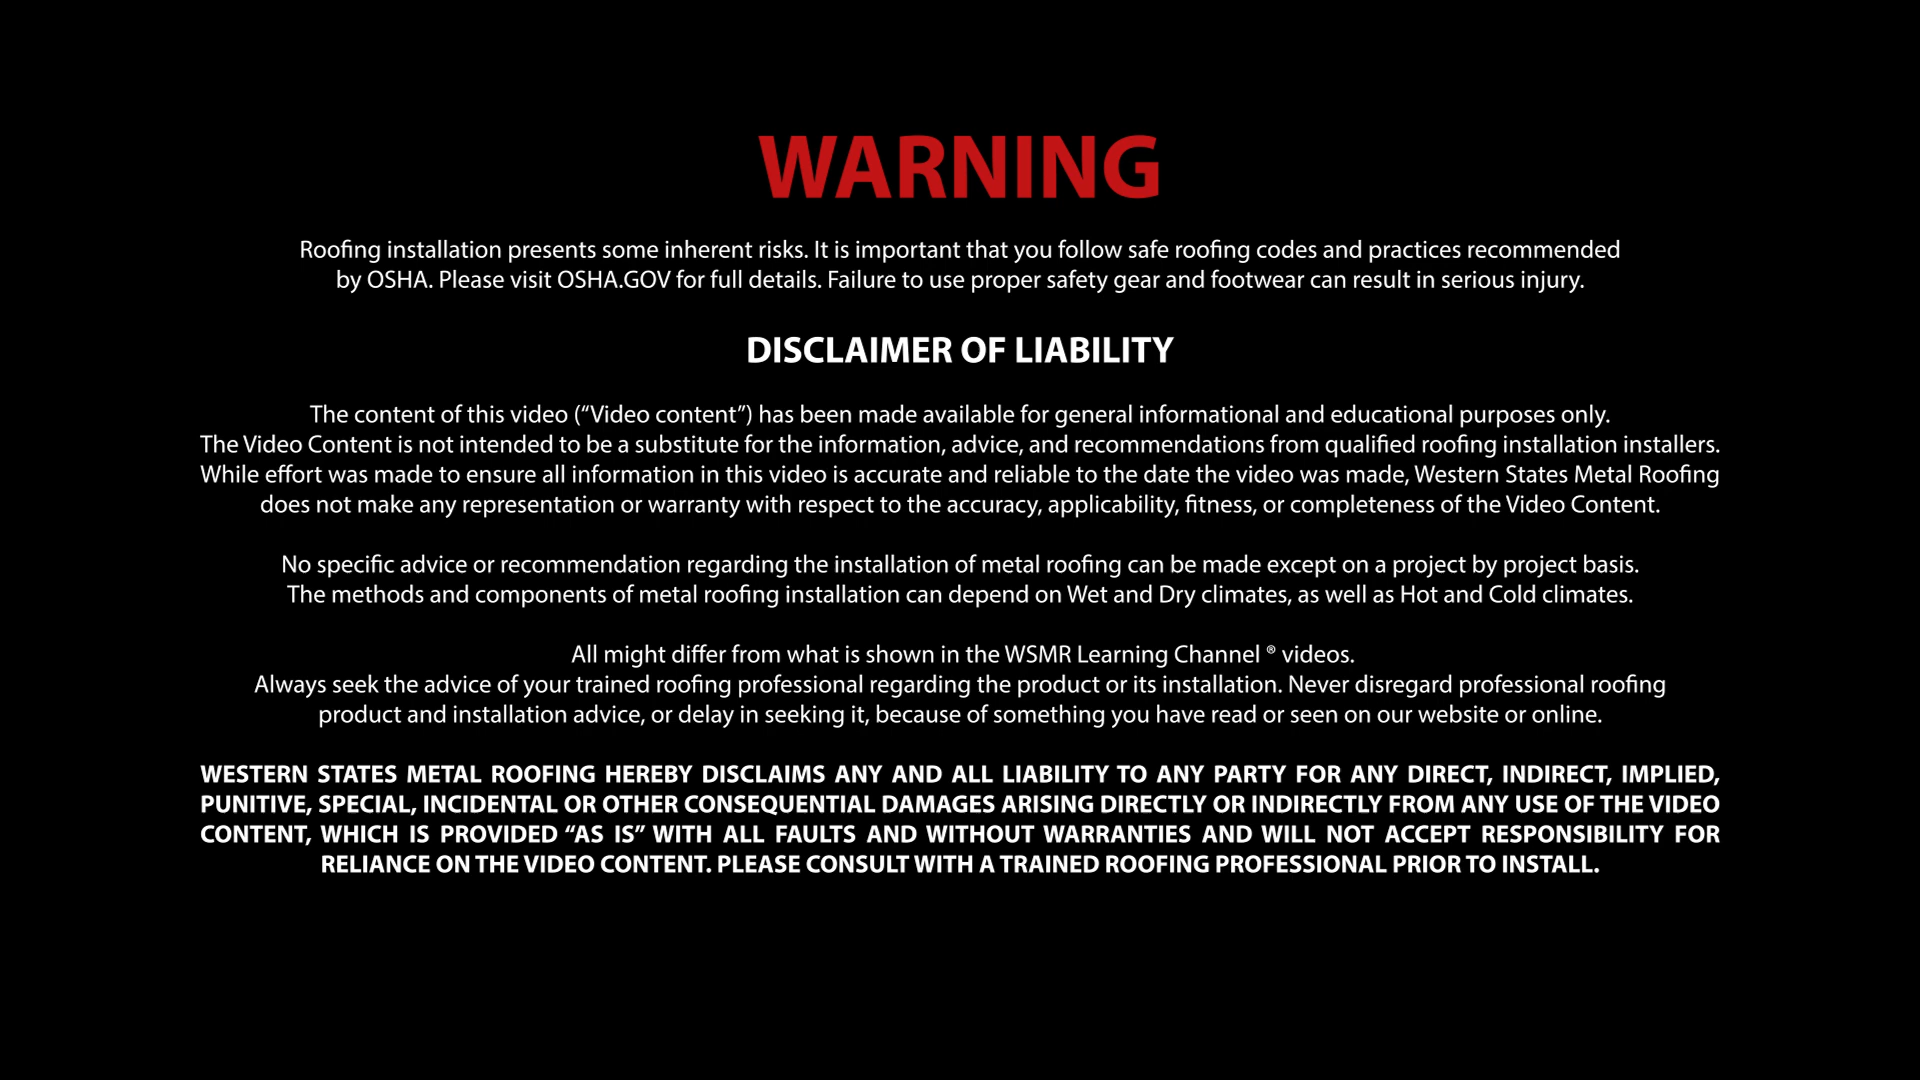 WARNING
Roofing installation presents some inherent risks. It is important that you follow safe roofing codes and practices recommended
by OSHA. Please visit OSHA.GOV for full details. Failure to use proper safety gear and footwear can result in serious injury.
DISCLAIMER OF LIABILITY
The content of this video (“Video content”) has been made available for general informational and educational purposes only.
The Video Content is not intended to be a substitute for the information, advice, and recommendations from qualified roofing installation installers.
While effort was made to ensure all information in this video is accurate and reliable to the date the video was made, Western States Metal Roofing
does not make any representation or warranty with respect to the accuracy, applicability, fitness, or completeness of the Video Content.
No specific advice or recommendation regarding the installation of metal roofing can be made except on a project by project basis.
The methods and components of metal roofing installation can depend on Wet and Dry climates, as well as Hot and Cold climates.
All might differ from what is shown in the WSMR Learning Channel ® videos.
Always seek the advice of your trained roofing professional regarding the product or its installation. Never disregard professional roofing
product and installation advice, or delay in seeking it, because of something you have read or seen on our website or online.
WESTERN STATES METAL ROOFING HEREBY DISCLAIMS ANY AND ALL LIABILITY TO ANY PARTY FOR ANY DIRECT, INDIRECT, IMPLIED,
PUNITIVE, SPECIAL, INCIDENTAL OR OTHER CONSEQUENTIAL DAMAGES ARISING DIRECTLY OR INDIRECTLY FROM ANY USE OF THE VIDEO
CONTENT, WHICH IS PROVIDED “AS IS” WITH ALL FAULTS AND WITHOUT WARRANTIES AND WILL NOT ACCEPT RESPONSIBILITY FOR
RELIANCE ON THE VIDEO CONTENT. PLEASE CONSULT WITH A TRAINED ROOFING PROFESSIONAL PRIOR TO INSTALL.